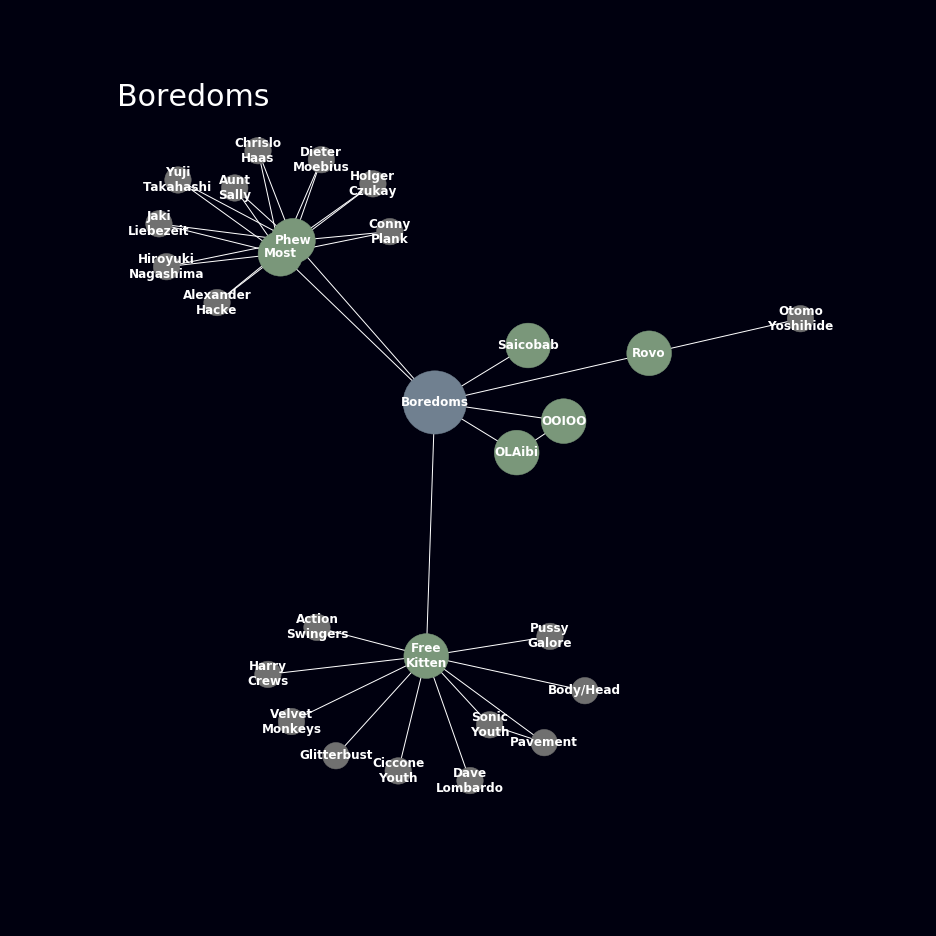 Boredoms
Chrislo
Haas
Dieter
Moebius
Yuji
Takahashi
Aunt
Sally
Holger
Czukay
Jaki
Liebezeit
Conny
Plank
Phew
Most
Hiroyuki
Nagashima
Alexander
Hacke
Otomo
Yoshihide
Saicobab
Rovo
Boredoms
OOIOO
OLAibi
Action
Swingers
Pussy
Galore
Free
Kitten
Harry
Crews
Body/Head
Velvet
Monkeys
Sonic
Youth
Pavement
Glitterbust
Ciccone
Youth
Dave
Lombardo